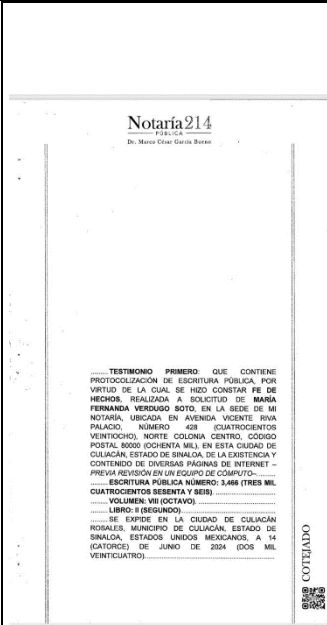 Notaría214
PÚBLICA
Dr. Marco César García Bueno
.........TESTIMONIO PRIMERO: QUE CONTIENE
PROTOCOLIZACIÓN DE ESCRITURA PÚBLICA, POR
VIRTUD DE LA CUAL SE HIZO CONSTAR FE DE
HECHOS, REALIZADA A SOLICITUD DE MARÍA
FERNANDA VERDUGO SOTO, EN LA SEDE DE MI
NOTARÍA, UBICADA EN AVENIDA VICENTE RIVA
PALACIO, NÚMERO 428 (CUATROCIENTOS
VEINTIOCHO), NORTE COLONIA CENTRO, CÓDIGO
POSTAL 80000 (OCHENTA MIL), EN ESTA CIUDAD DE
CULIACÁN, ESTADO DE SINALOA, DE LA EXISTENCIA Y
CONTENIDO DE DIVERSAS PÁGINAS DE INTERNET –
PREVIA REVISIÓN EN UN EQUIPO DE CÓMPUTO–..........
.........ESCRITURA PÚBLICA NÚMERO: 3,466 (TRES MIL
CUATROCIENTOS SESENTA Y SEIS)............................
.........VOLUMEN: VIII (OCTAVO)............................
.........LIBRO: II (SEGUNDO)............................
.........SE EXPIDE EN LA CIUDAD DE CULIACÁN
ROSALES, MUNICIPIO DE CULIACÁN, ESTADO DE
SINALOA, ESTADOS UNIDOS MEXICANOS, A 14
(CATORCE) DE JUNIO DE 2024 (DOS MIL
VEINTICUATRO)............................
COTEJADO